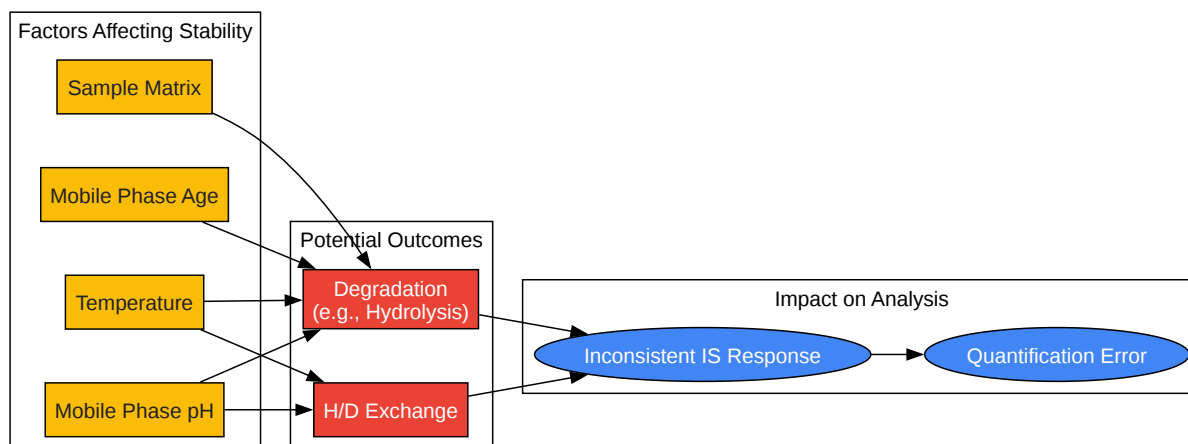 Factors Affecting Stability
Sample Matrix
Mobile Phase Age
Temperature
Mobile Phase pH
Potential Outcomes
Degradation
(e.g., Hydrolysis)
H/D Exchange
Impact on Analysis
Inconsistent IS Response
Quantification Error